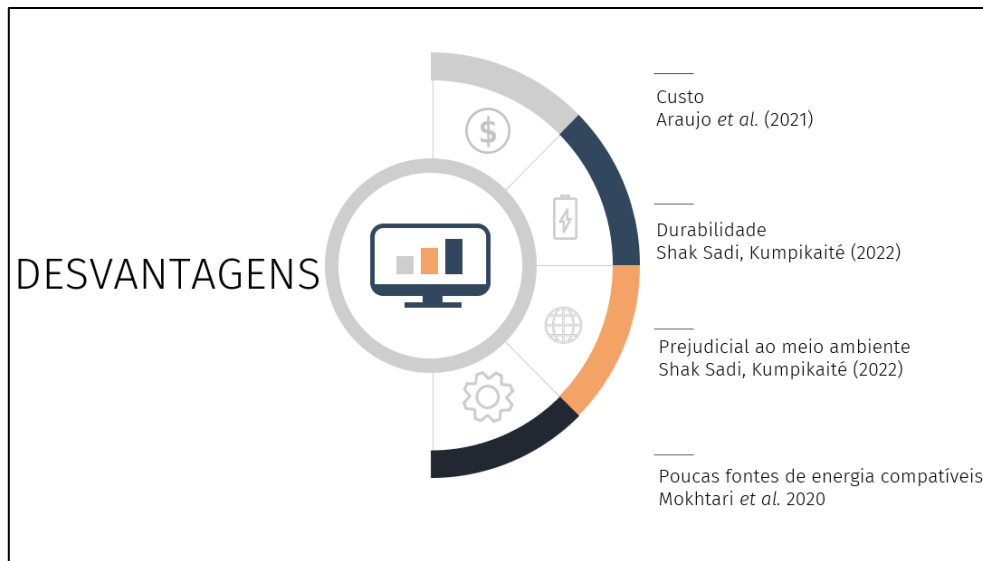 DESVANTAGENS
Custo
Araujo et al. (2021)
Durabilidade
Shak Sadi, Kumpikaité (2022)
Prejudicial ao meio ambiente
Shak Sadi, Kumpikaité (2022)
Poucas fontes de energia compatíveis
Mokhtari et al. 2020
$